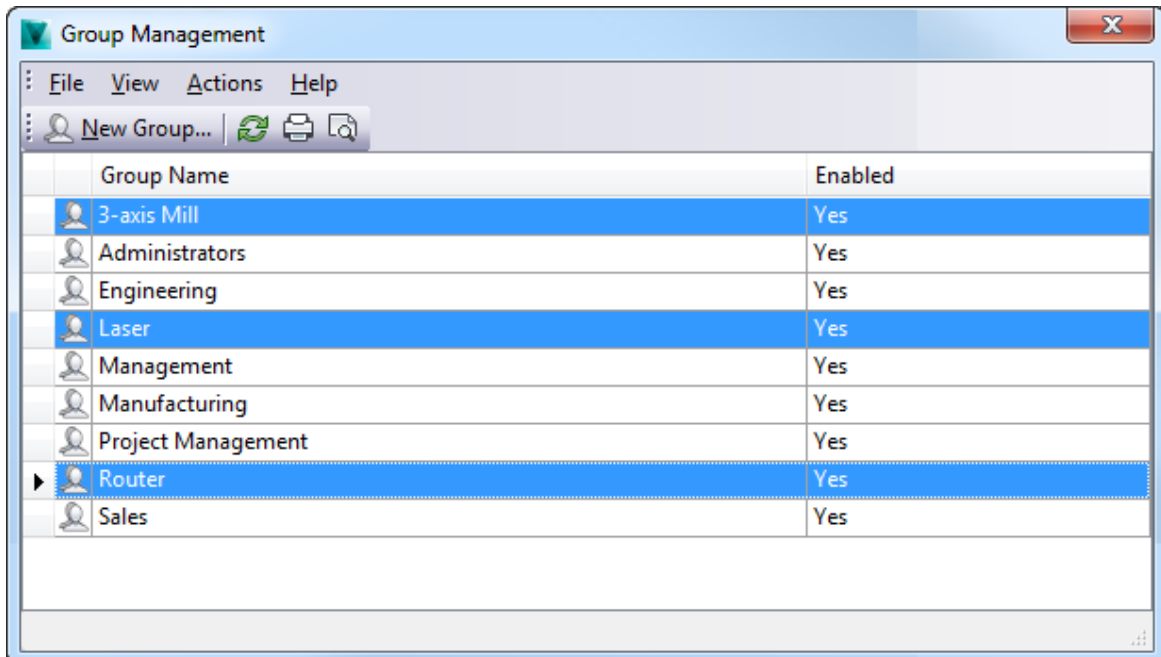 Group Management
File View Actions Help
New Group...
Group Name Enabled
3-axis Mill Yes
Administrators Yes
Engineering Yes
Laser Yes
Management Yes
Manufacturing Yes
Project Management Yes
Router Yes
Sales Yes